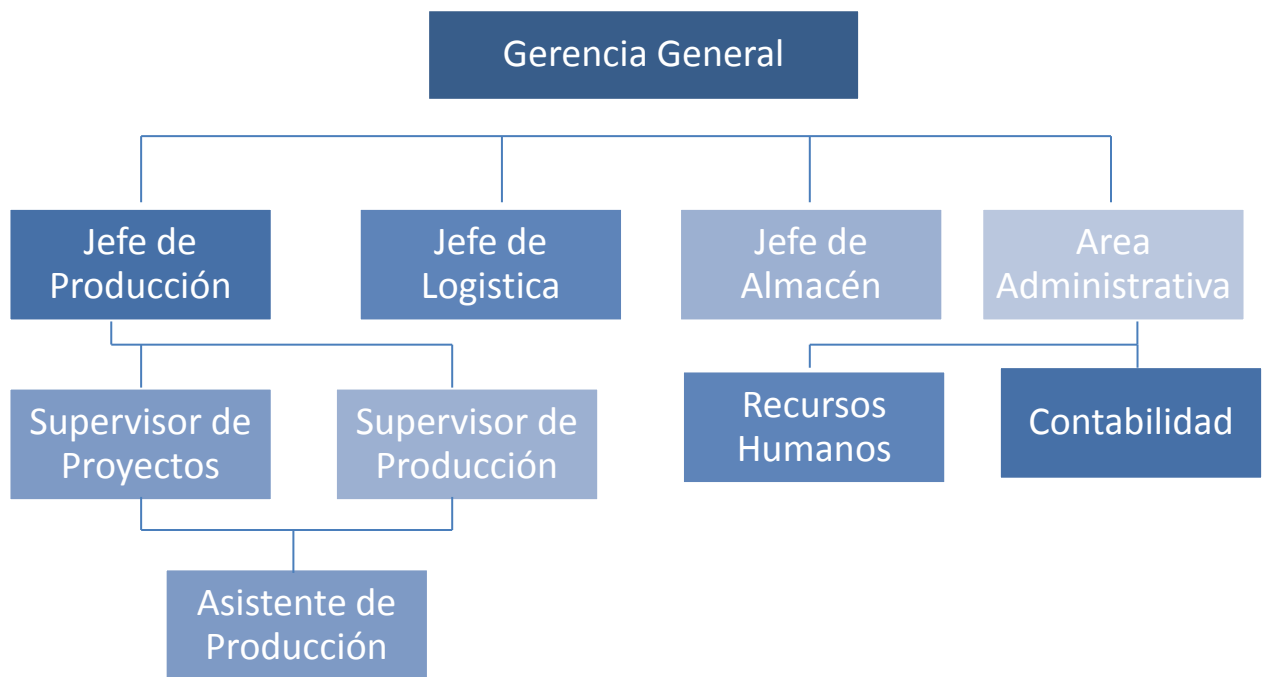 Gerencia General
Jefe de
Producción
Jefe de
Logistica
Jefe de
Almacén
Area
Administrativa
Supervisor de
Proyectos
Supervisor de
Producción
Recursos
Humanos
Contabilidad
Asistente de
Producción